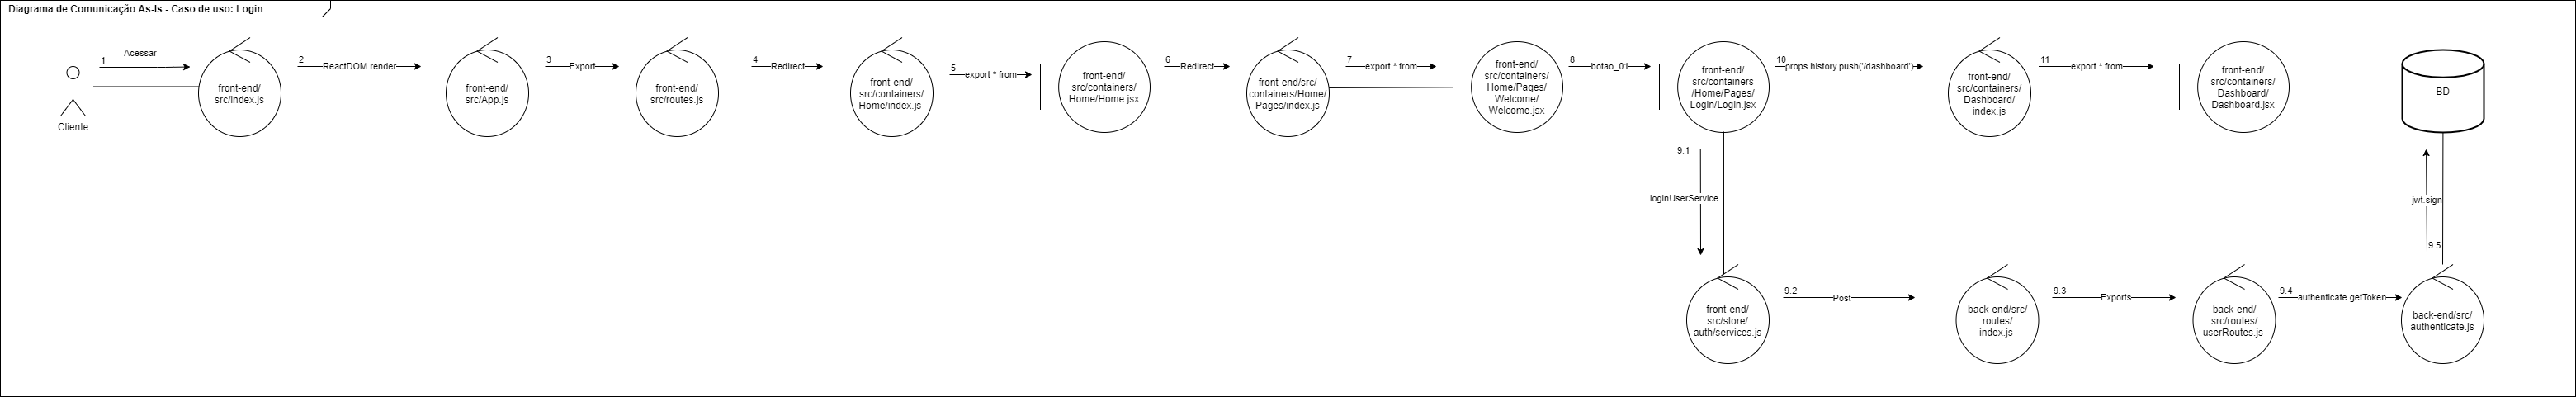 Diagrama de Comunicação As-Is - Caso de uso: Login
Cliente
1
Acessar
front-end/
src/index.js
2
ReactDOM.render
front-end/
src/App.js
3
Export
front-end/
src/routes.js
4
Redirect
front-end/
src/containers/
Home/index.js
5
export * from
front-end/
src/containers/
Home/Home.jsx
6
Redirect
front-end/src/
containers/Home/
Pages/index.js
7
export * from
front-end/
src/containers/
Home/Pages/
Welcome/
Welcome.jsx
8
botao_01
front-end/
src/containers
/Home/Pages/
Login/Login.jsx
10
props.history.push('/dashboard')
front-end/
src/containers/
Dashboard/
index.js
11
export * from
front-end/
src/containers/
Dashboard/
Dashboard.jsx
BD
9.1
loginUserService
front-end/
src/store/
auth/services.js
9.2
Post
back-end/src/
routes/
index.js
9.3
Exports
back-end/
src/routes/
userRoutes.js
9.4
authenticate.getToken
back-end/src/
authenticate.js
9.5
jwt.sign